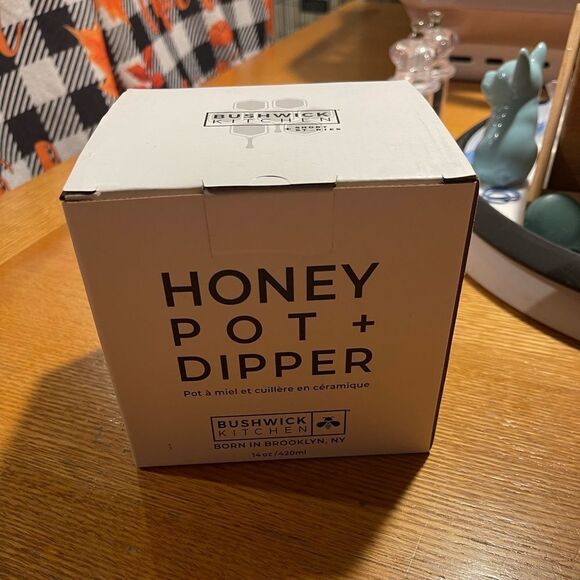 BUSHWICK
KITCHEN
HONEY
POT +
DIPPER
Pot à miel et cuillère en céramique
BUSHWICK
KITCHEN
BORN IN BROOKLYN, NY
14 oz/420ml